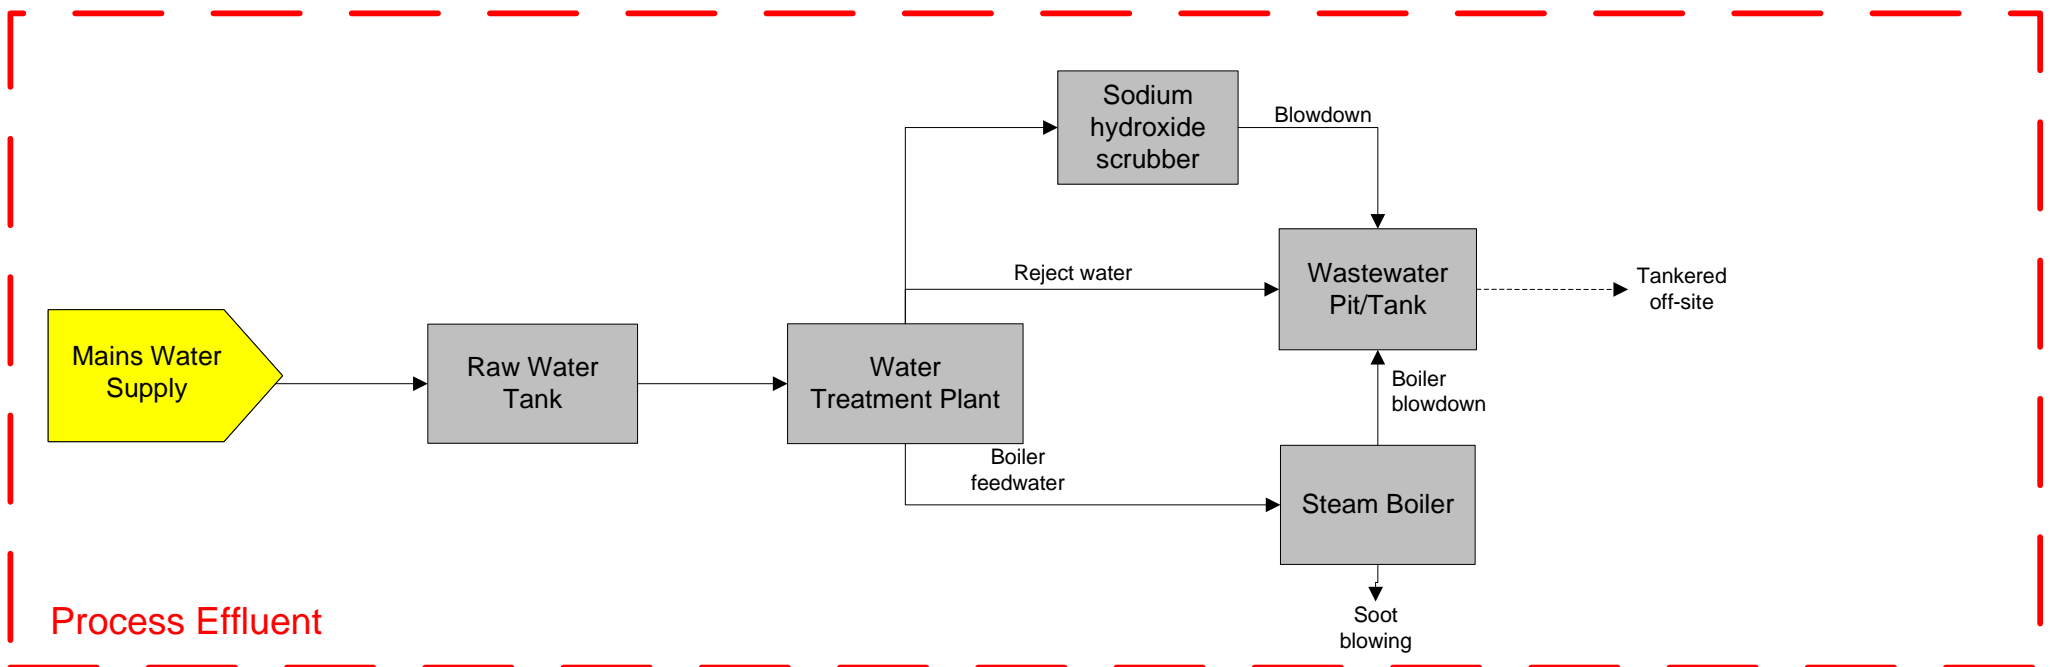 Sodium
hydroxide
scrubber
Blowdown
Reject water
Wastewater
Pit/Tank
Tankered
off-site
Mains Water
Supply
Raw Water
Tank
Water
Treatment Plant
Boiler
blowdown
Boiler
feedwater
Steam Boiler
Soot
blowing
Process Effluent